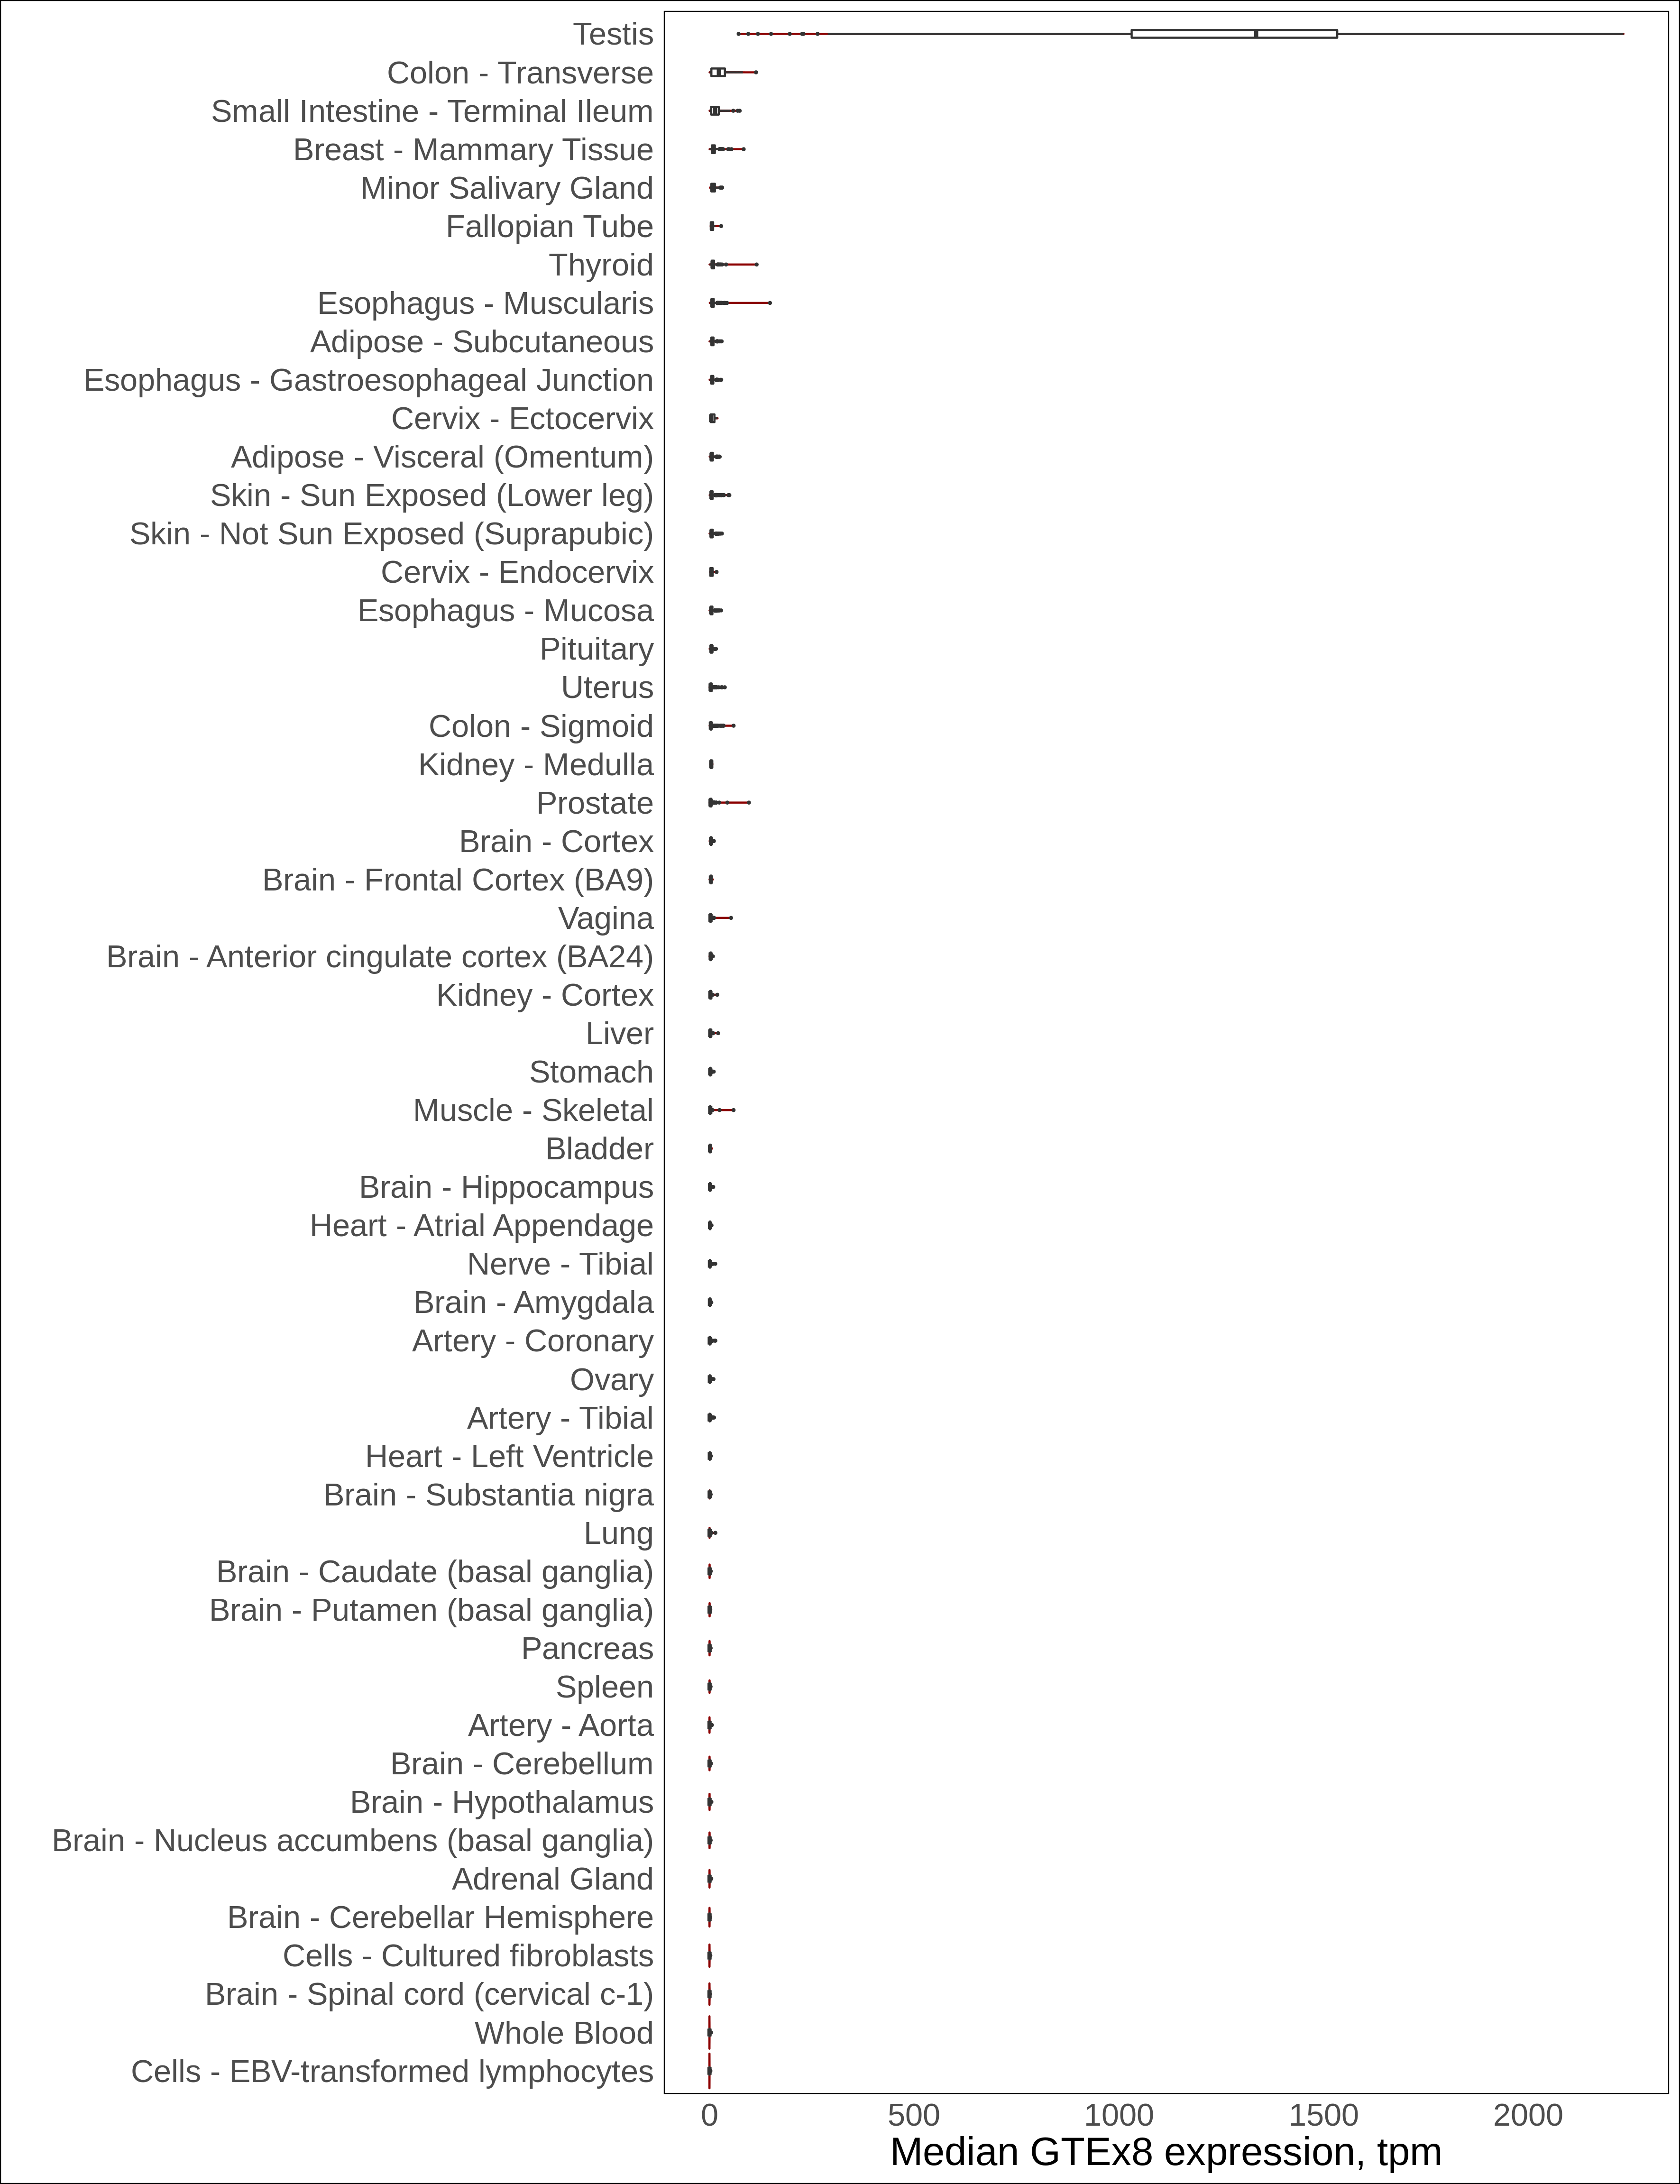 Testis
Colon - Transverse
Small Intestine - Terminal Ileum
Breast - Mammary Tissue
Minor Salivary Gland
Fallopian Tube
Thyroid
Esophagus - Muscularis
Adipose - Subcutaneous
Esophagus - Gastroesophageal Junction
Cervix - Ectocervix
Adipose - Visceral (Omentum)
Skin - Sun Exposed (Lower leg)
Skin - Not Sun Exposed (Suprapubic)
Cervix - Endocervix
Esophagus - Mucosa
Pituitary
Uterus
Colon - Sigmoid
Kidney - Medulla
Prostate
Brain - Cortex
Brain - Frontal Cortex (BA9)
Vagina
Brain - Anterior cingulate cortex (BA24)
Kidney - Cortex
Liver
Stomach
Muscle - Skeletal
Bladder
Brain - Hippocampus
Heart - Atrial Appendage
Nerve - Tibial
Brain - Amygdala
Artery - Coronary
Ovary
Artery - Tibial
Heart - Left Ventricle
Brain - Substantia nigra
Lung
Brain - Caudate (basal ganglia)
Brain - Putamen (basal ganglia)
Pancreas
Spleen
Artery - Aorta
Brain - Cerebellum
Brain - Hypothalamus
Brain - Nucleus accumbens (basal ganglia)
Adrenal Gland
Brain - Cerebellar Hemisphere
Cells - Cultured fibroblasts
Brain - Spinal cord (cervical c-1)
Whole Blood
Cells - EBV-transformed lymphocytes
0 500 1000 1500 2000
Median GTEx8 expression, tpm